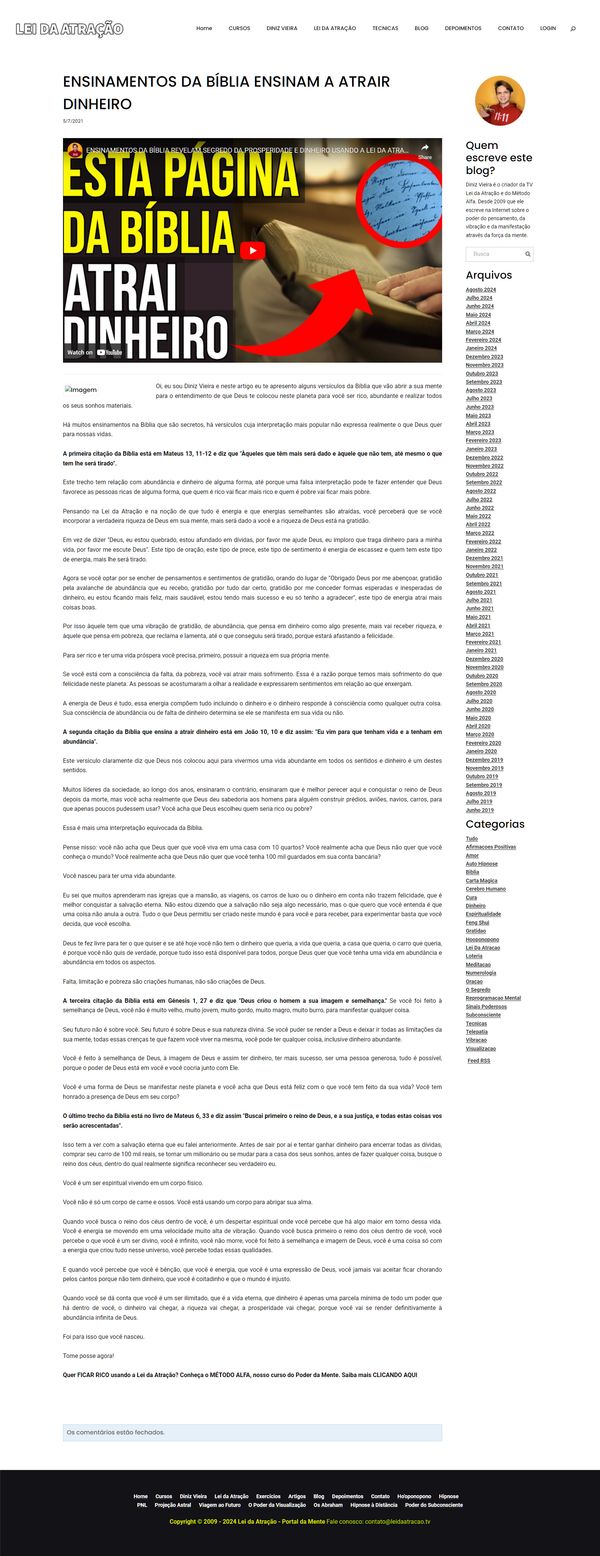 LEI DA ATRAÇÃO
Home CURSOS DINIZ VIEIRA LEI DA ATRAÇÃO TECNICAS BLOG DEPOIMENTOS CONTATO LOGIN
ENSINAMENTOS DA BÍBLIA ENSINAM A ATRAIR
DINHEIRO
5/7/2021
ENSINAMENTOS DA BÍBLIA REVELAM SEGREDO DA PROSPERIDADE E DINHEIRO USANDO A LEI DA ATRA...
Share
ESTA PÁGINA
DA BÍBLIA
ATRAI
DINHEIRO
Watch on YouTube
Imagem
Oi, eu sou Diniz Vieira e neste artigo eu te apresento alguns versículos da Bíblia que vão abrir a sua mente
para o entendimento de que Deus te colocou neste planeta para você ser rico, abundante e realizar todos
os seus sonhos materiais.
Há muitos ensinamentos na Bíblia que são secretos, há versículos cuja interpretação mais popular não expressa realmente o que Deus quer
para nossas vidas.
A primeira citação da Bíblia está em Mateus 13, 11-12 e diz que "Àqueles que têm mais será dado e àquele que não tem, até mesmo o que
tem lhe será tirado".
Este trecho tem relação com abundância e dinheiro de alguma forma, até porque uma falsa interpretação pode te fazer entender que Deus
favorece as pessoas ricas de alguma forma, que quem é rico vai ficar mais rico e quem é pobre vai ficar mais pobre.
Pensando na Lei da Atração e na noção de que tudo é energia e que energias semelhantes são atraídas, você perceberá que se você
incorporar a verdadeira riqueza de Deus em sua mente, mais será dado a você e a riqueza de Deus está na gratidão.
Em vez de dizer "Deus, eu estou quebrado, estou afundado em dívidas, por favor me ajude Deus, eu imploro que traga dinheiro para a minha
vida, por favor me escute Deus". Este tipo de oração, este tipo de prece, este tipo de sentimento é energia de escassez e quem tem este tipo
de energia, mais lhe será tirado.
Agora se você optar por se encher de pensamentos e sentimentos de gratidão, orando do lugar de "Obrigado Deus por me abençoar, gratidão
pela avalanche de abundância que eu recebo, gratidão por tudo dar certo, gratidão por me conceder formas esperadas e inesperadas de
dinheiro, eu estou ficando mais feliz, mais saudável, estou tendo mais sucesso e eu só tenho a agradecer", este tipo de energia atrai mais
coisas boas.
Por isso àquele tem que uma vibração de gratidão, de abundância, que pensa em dinheiro como algo presente, mais vai receber riqueza, e
àquele que pensa em pobreza, que reclama e lamenta, até o que conseguiu será tirado, porque estará afastando a felicidade.
Para ser rico e ter uma vida próspera você precisa, primeiro, possuir a riqueza em sua própria mente.
Se você está com a consciência da falta, da pobreza, você vai atrair mais sofrimento. Essa é a razão porque temos mais sofrimento do que
felicidade neste planeta. As pessoas se acostumaram a olhar a realidade e expressarem sentimentos em relação ao que enxergam.
A energia de Deus é tudo, essa energia compõem tudo incluindo o dinheiro e o dinheiro responde à consciência como qualquer outra coisa.
Sua consciência de abundância ou de falta de dinheiro determina se ele se manifesta em sua vida ou não.
A segunda citação da Bíblia que ensina a atrair dinheiro está em João 10, 10 e diz assim: "Eu vim para que tenham vida e a tenham em
abundância".
Este versículo claramente diz que Deus nos colocou aqui para vivermos uma vida abundante em todos os sentidos e dinheiro é um destes
sentidos.
Muitos líderes da sociedade, ao longo dos anos, ensinaram o contrário, ensinaram que é melhor perecer aqui e conquistar o reino de Deus
depois da morte, mas você acha realmente que Deus deu sabedoria aos homens para alguém construir prédios, aviões, navios, carros, para
que apenas poucos pudessem usar? Você acha que Deus escolheu quem seria rico ou pobre?
Essa é mais uma interpretação equivocada da Bíblia.
Pense nisso: você não acha que Deus quer que você viva em uma casa com 10 quartos? Você realmente acha que Deus não quer que você
conheça o mundo? Você realmente acha que Deus não quer que você tenha 100 mil guardados em sua conta bancária?
Você nasceu para ter uma vida abundante.
Eu sei que muitos aprenderam nas igrejas que a mansão, as viagens, os carros de luxo ou o dinheiro em conta não trazem felicidade, que é
melhor conquistar a salvação eterna. Não estou dizendo que a salvação não seja algo necessário, mas o que quero que você entenda é que
uma coisa não anula a outra. Tudo o que Deus permitiu ser criado neste mundo é para você e para receber, para experimentar basta que você
decida, que você escolha.
Deus te fez livre para ter o que quiser e se até hoje você não tem o dinheiro que queria, a vida que queria, a casa que queria, o carro que queria,
é porque você não quis de verdade, porque tudo isso está disponível para todos, porque Deus quer que você tenha uma vida em abundância e
abundância em todos os aspectos.
Falta, limitação e pobreza são criações humanas, não são criações de Deus.
A terceira citação da Bíblia está em Gênesis 1, 27 e diz que "Deus criou o homem a sua imagem e semelhança." Se você foi feito à
semelhança de Deus, você não é muito velho, muito jovem, muito gordo, muito magro, muito burro, para manifestar qualquer coisa.
Seu futuro não é sobre você. Seu futuro é sobre Deus e sua natureza divina. Se você puder se render a Deus e deixar ir todas as limitações da
sua mente, todas essas crenças te que fazem você viver na mesma, você pode ter qualquer coisa, inclusive dinheiro abundante.
Você é feito à semelhança de Deus, à imagem de Deus e assim ter dinheiro, ter mais sucesso, ser uma pessoa generosa, tudo é possível,
porque o poder de Deus está em você e você cocria junto com Ele.
Você é uma forma de Deus se manifestar neste planeta e você acha que Deus está feliz com o que você tem feito da sua vida? Você tem
honrado a presença de Deus em seu corpo?
O último trecho da Bíblia está no livro de Mateus 6, 33 e diz assim "Buscai primeiro o reino de Deus, e a sua justiça, e todas estas coisas vos
serão acrescentadas".
Isso tem a ver com a salvação eterna que eu falei anteriormente. Antes de sair por aí e tentar ganhar dinheiro para encerrar todas as dívidas,
comprar seu carro de 100 mil reais, se tornar um milionário ou se mudar para a casa dos seus sonhos, antes de fazer qualquer coisa, busque o
reino dos céus, dentro do qual realmente significa reconhecer seu verdadeiro eu.
Você é um ser espiritual vivendo em um corpo físico.
Você não é só um corpo de carne e ossos. Você está usando um corpo para abrigar sua alma.
Quando você busca o reino dos céus dentro de você, é um despertar espiritual onde você percebe que há algo maior em torno dessa vida.
Você é energia se movendo em uma velocidade muito alta de vibração. Quando você busca primeiro o reino dos céus dentro de você, você
percebe o que você é um ser divino, você é infinito, você não morre, você foi feito à semelhança e imagem de Deus, você é uma coisa só com
a energia que criou tudo nesse universo, você percebe todas essas qualidades.
E quando você percebe que você é bênção, que você é energia, que você é uma expressão de Deus, você jamais vai aceitar ficar chorando
pelos cantos porque não tem dinheiro, que você é coitadinho e que o mundo é injusto.
Quando você se dá conta que você é um ser ilimitado, que é a vida eterna, que dinheiro é apenas uma parcela mínima de todo um poder que
há dentro de você, o dinheiro vai chegar, a riqueza vai chegar, a prosperidade vai chegar, porque você vai se render definitivamente à
abundância infinita de Deus.
Foi para isso que você nasceu.
Tome posse agora!
Quer FICAR RICO usando a Lei da Atração? Conheça o MÉTODO ALFA, nosso curso do Poder da Mente. Saiba mais CLICANDO AQUI
Os comentários estão fechados.
11:11
Quem
escreve este
blog?
Diniz Vieira é o criador da TV
Lei da Atração e do Método
Alfa. Desde 2009 que ele
escreve na internet sobre o
poder do pensamento, da
vibração e da manifestação
através da força da mente.
Busca
Arquivos
Agosto 2024
Julho 2024
Junho 2024
Maio 2024
Abril 2024
Março 2024
Fevereiro 2024
Janeiro 2024
Dezembro 2023
Novembro 2023
Outubro 2023
Setembro 2023
Agosto 2023
Julho 2023
Junho 2023
Maio 2023
Abril 2023
Março 2023
Fevereiro 2023
Janeiro 2023
Dezembro 2022
Novembro 2022
Outubro 2022
Setembro 2022
Agosto 2022
Julho 2022
Junho 2022
Maio 2022
Abril 2022
Março 2022
Fevereiro 2022
Janeiro 2022
Dezembro 2021
Novembro 2021
Outubro 2021
Setembro 2021
Agosto 2021
Julho 2021
Junho 2021
Maio 2021
Abril 2021
Março 2021
Fevereiro 2021
Janeiro 2021
Dezembro 2020
Novembro 2020
Outubro 2020
Setembro 2020
Agosto 2020
Julho 2020
Junho 2020
Maio 2020
Abril 2020
Março 2020
Fevereiro 2020
Janeiro 2020
Dezembro 2019
Novembro 2019
Outubro 2019
Setembro 2019
Agosto 2019
Julho 2019
Junho 2019
Categorias
Tudo
Afirmacoes Positivas
Amor
Auto Hipnose
Biblia
Carta Magica
Cerebro Humano
Cura
Dinheiro
Espiritualidade
Feng Shui
Gratidao
Hooponopono
Lei Da Atracao
Loteria
Meditacao
Numerologia
Oraçao
O Segredo
Reprogramacao Mental
Sinais Poderosos
Subconsciente
Tecnicas
Telepatia
Vibracao
Visualizacao
Feed RSS
Home Cursos Diniz Vieira Lei da Atração Exercícios Artigos Blog Depoimentos Contato Ho'oponopono Hipnose
PNL Projeção Astral Viagem ao Futuro O Poder da Visualização Os Abraham Hipnose à Distância Poder do Subconsciente
Copyright © 2009 - 2024 Lei da Atração - Portal da Mente Fale conosco: contato@leidaatracao.tv